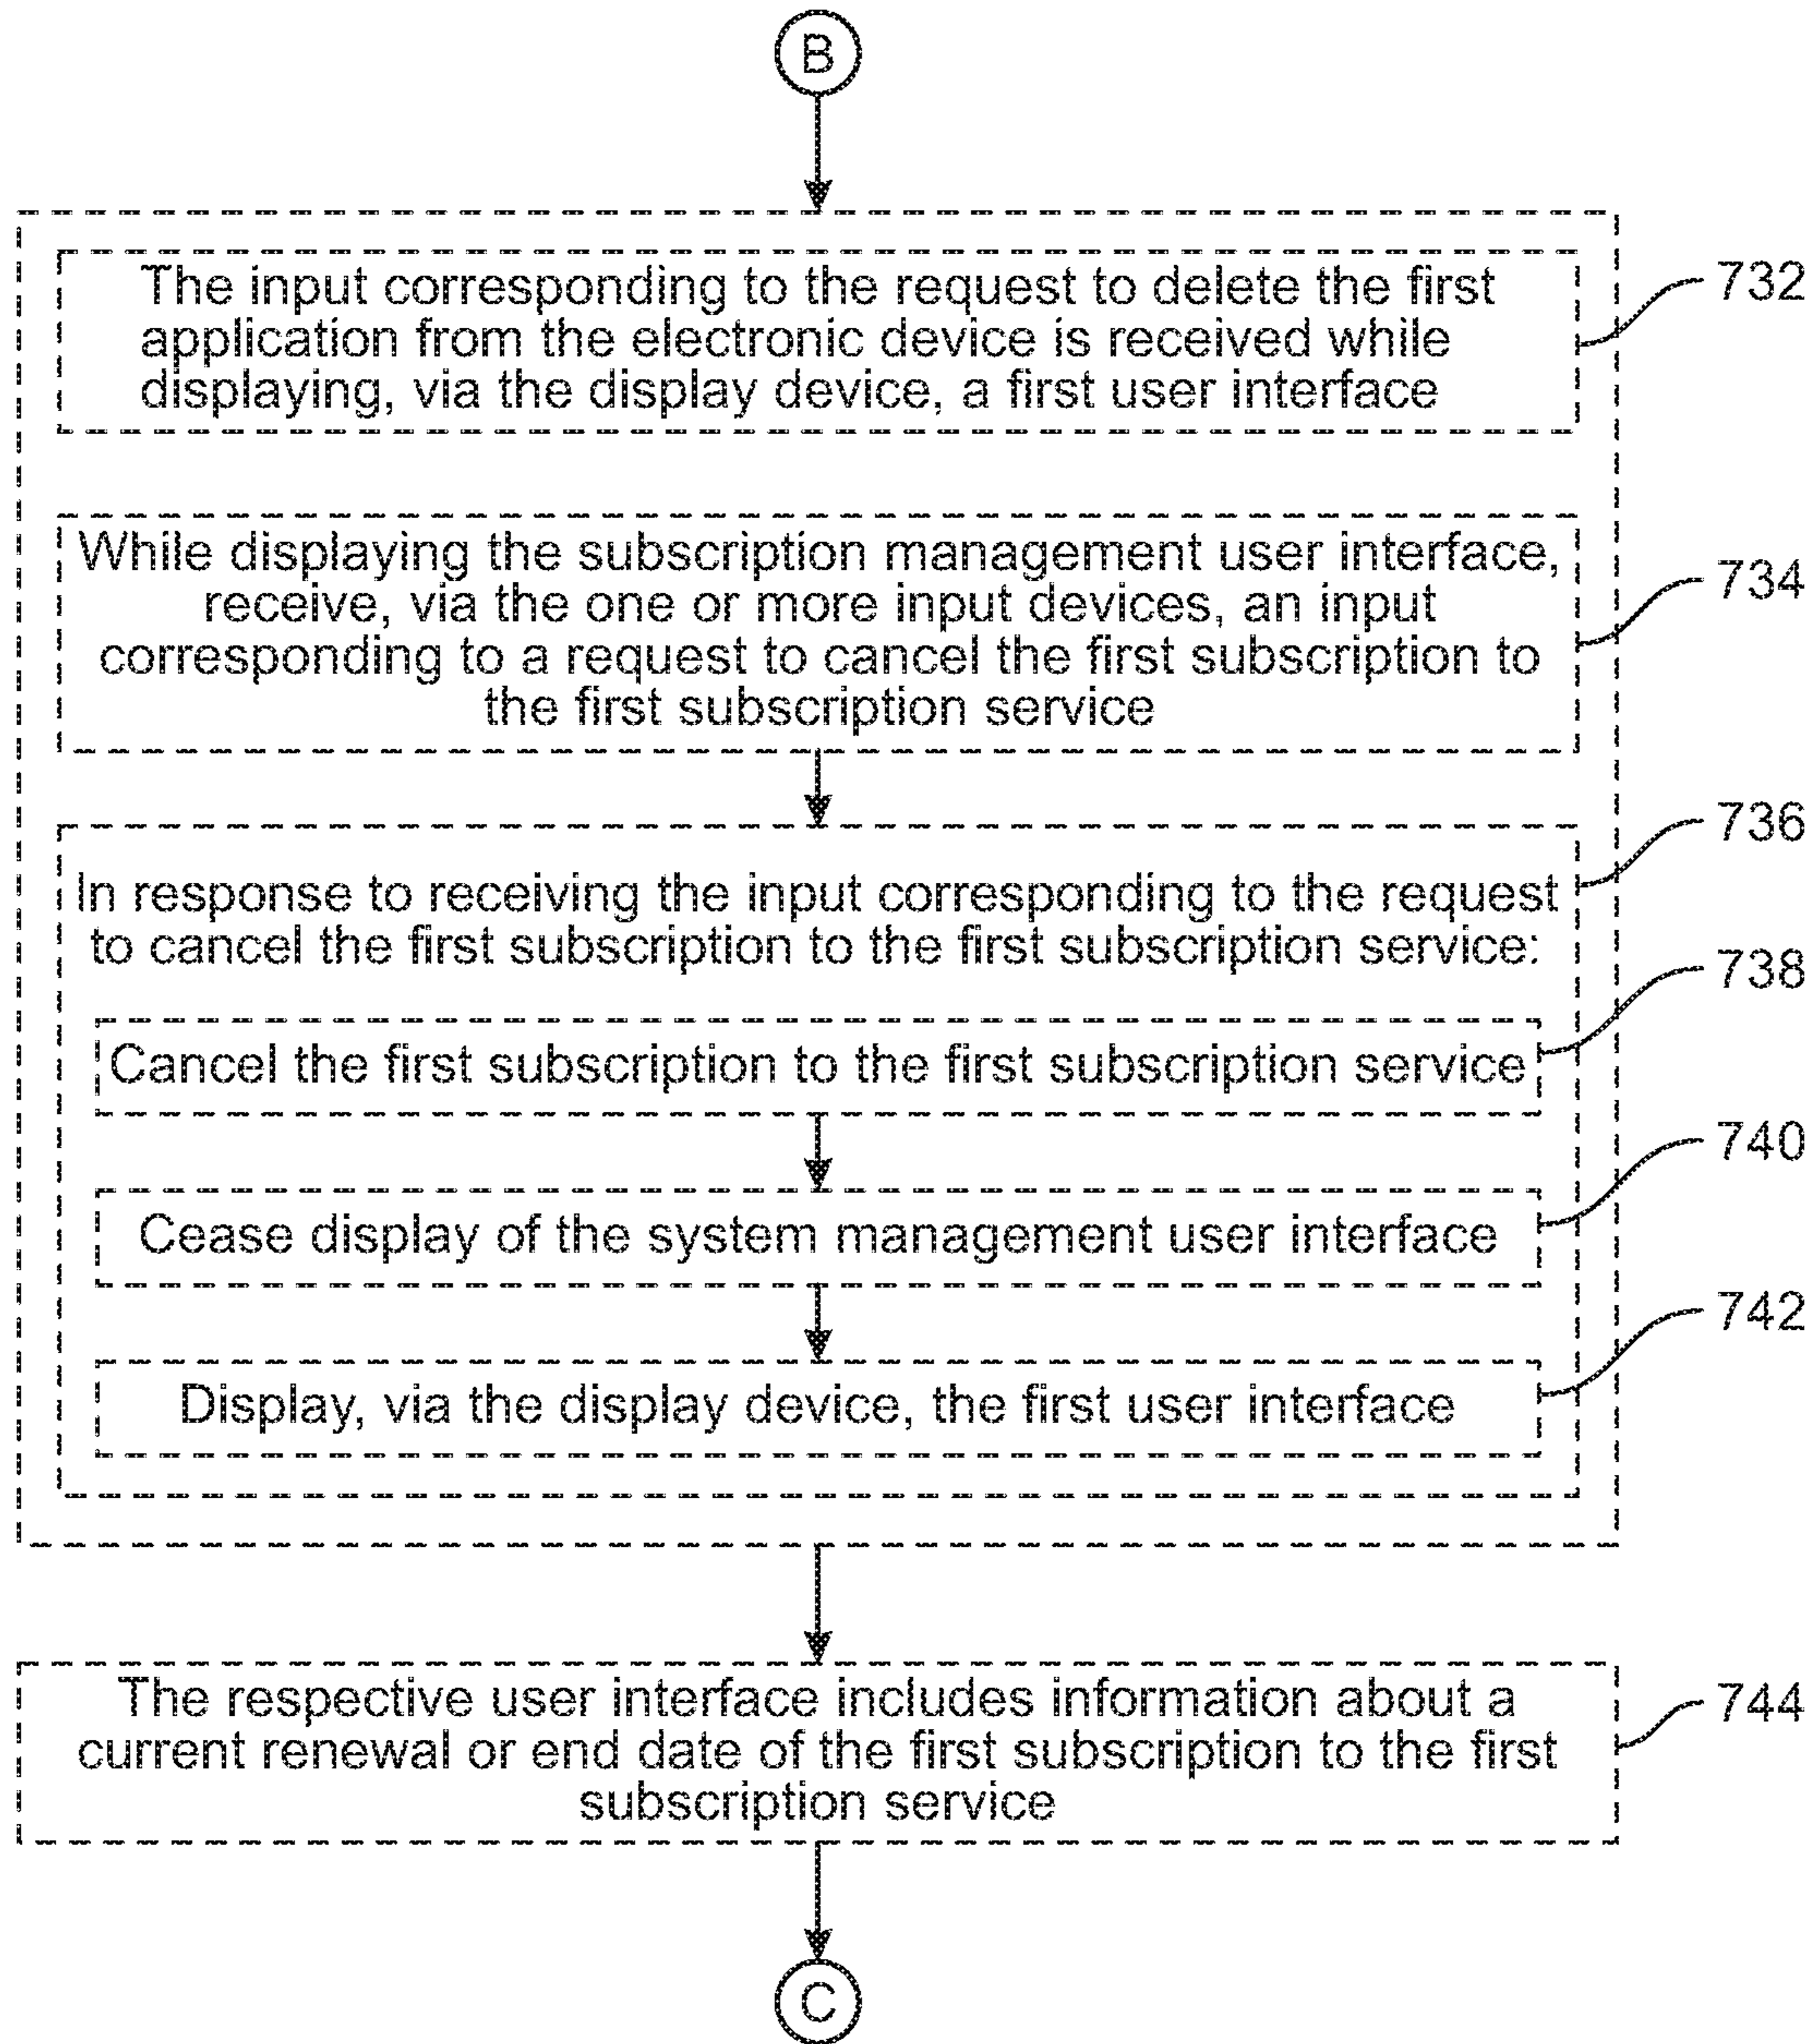 B
The input corresponding to the request to delete the first
application from the electronic device is received while
displaying, via the display device, a first user interface
732
While displaying the subscription management user interface,
receive, via the one or more input devices, an input
corresponding to a request to cancel the first subscription to
the first subscription service
734
In response to receiving the input corresponding to the request
to cancel the first subscription to the first subscription service:
736
Cancel the first subscription to the first subscription service
738
Cease display of the system management user interface
740
Display, via the display device, the first user interface
742
The respective user interface includes information about a
current renewal or end date of the first subscription to the first
subscription service
744
C